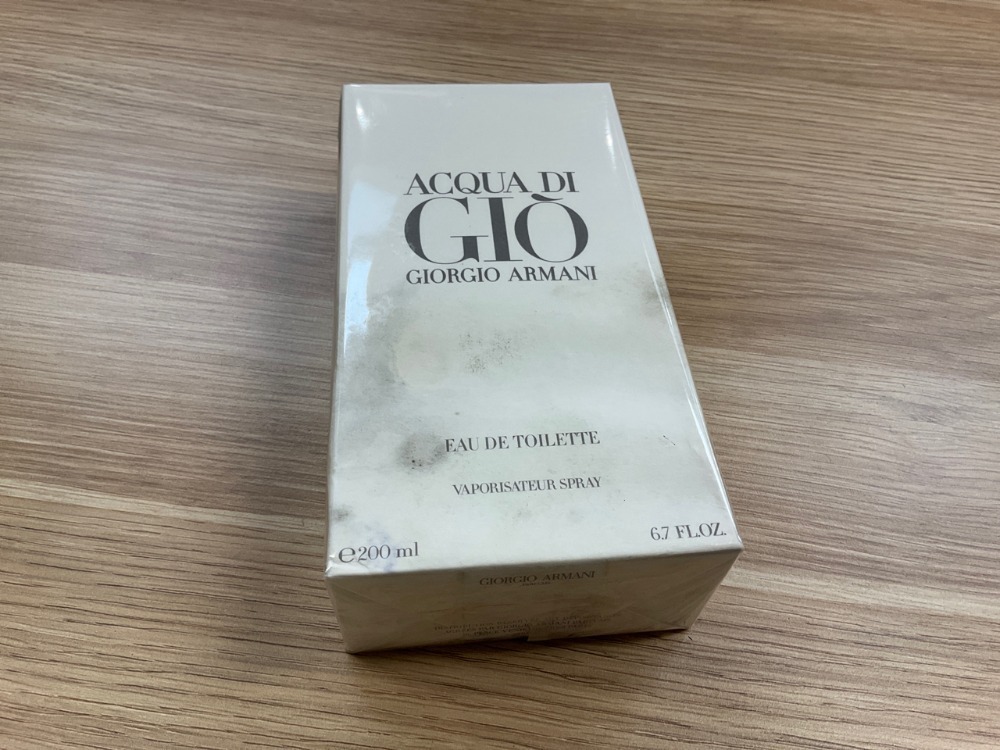 ACQUA DI
GIÒ
GIORGIO ARMANI
EAU DE TOILETTE
VAPORISATEUR SPRAY
℮200 ml
6.7 FL.OZ.
GIORGIO ARMANI